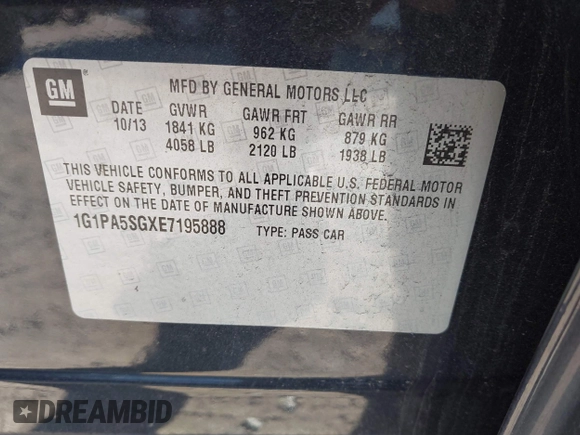 GM ®
MFD BY GENERAL MOTORS LLC
DATE GVWR GAWR FRT GAWR RR
10/13 1841 KG 962 KG 879 KG
4058 LB 2120 LB 1938 LB
THIS VEHICLE CONFORMS TO ALL APPLICABLE U.S. FEDERAL MOTOR
VEHICLE SAFETY, BUMPER, AND THEFT PREVENTION STANDARDS IN
EFFECT ON THE DATE OF MANUFACTURE SHOWN ABOVE.
1G1PA5SGXE7195888 TYPE: PASS CAR
DREAMBID